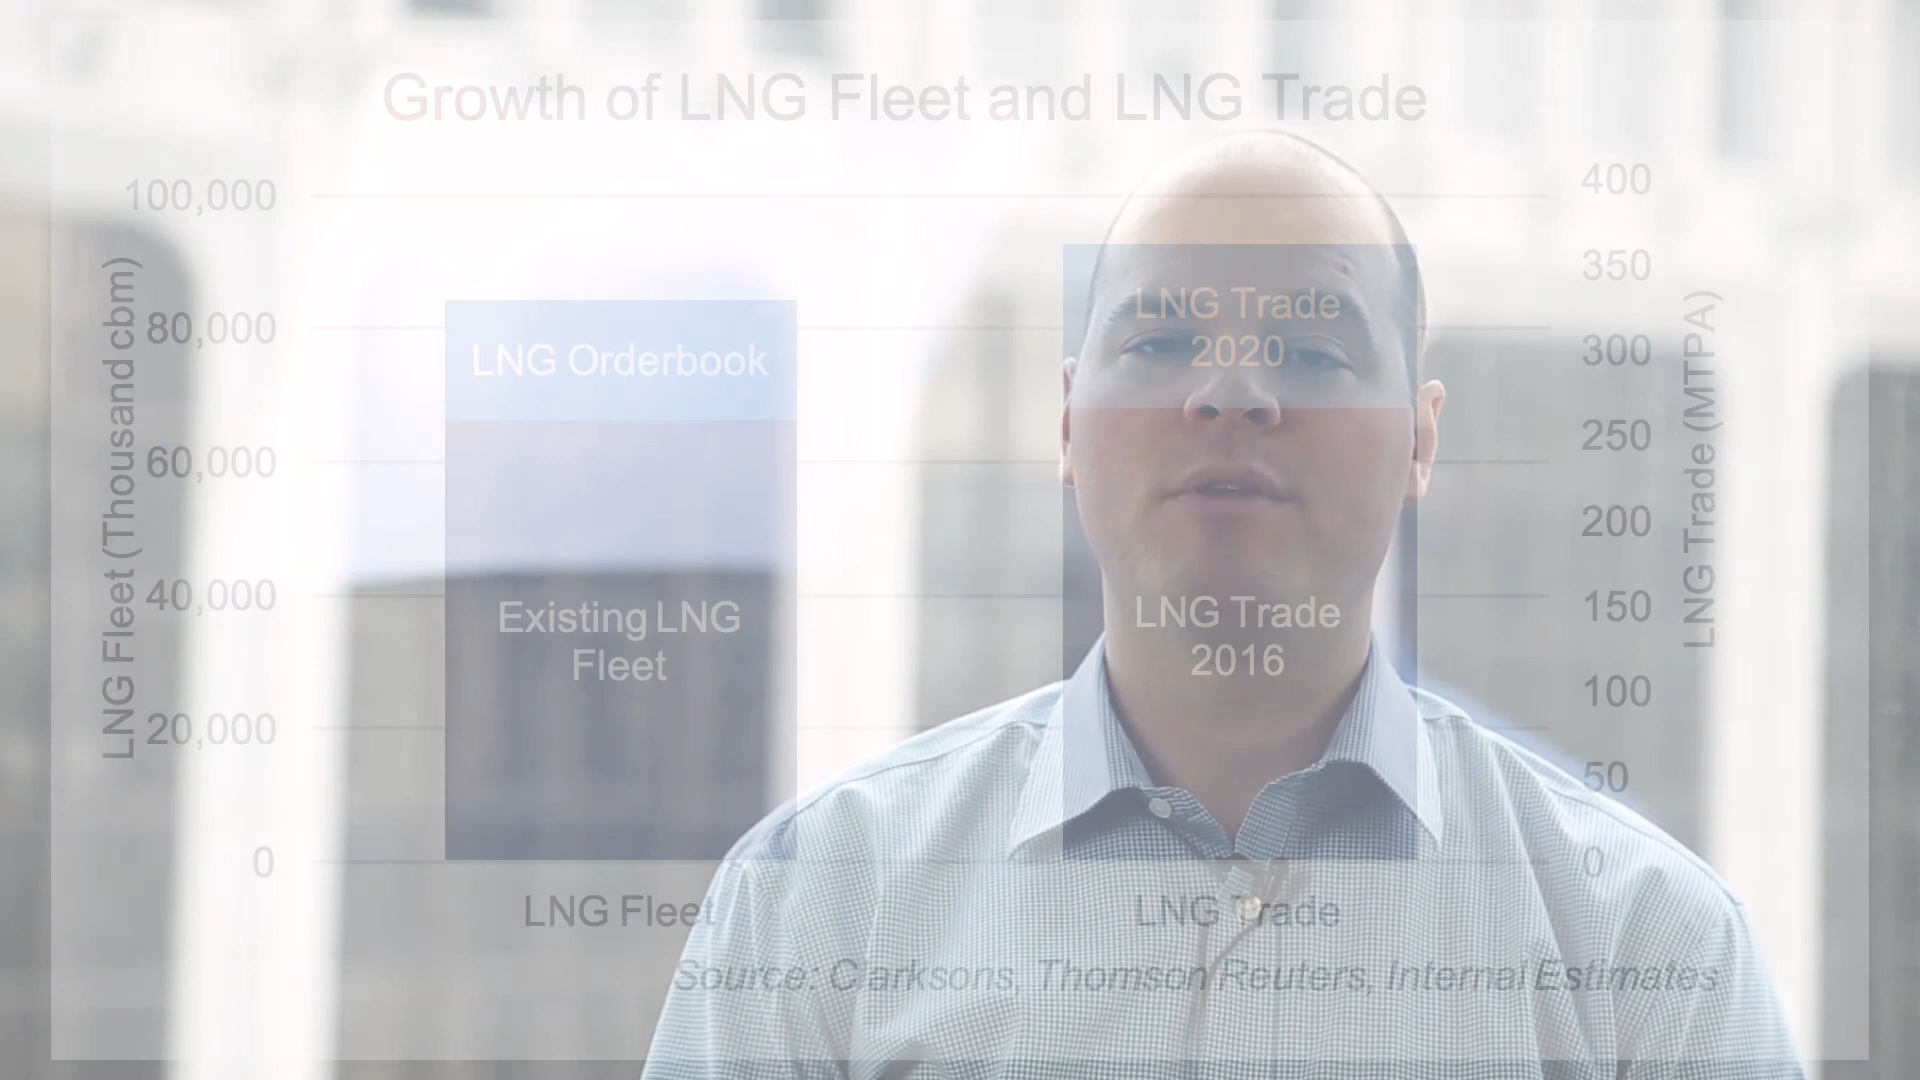 Growth of LNG Fleet and LNG Trade
LNG Fleet (Thousand cbm)
100,000
80,000
60,000
40,000
20,000
0
LNG Orderbook
Existing LNG
Fleet
LNG Trade
2020
LNG Trade
2016
400
350
300
250
200
150
100
50
0
LNG Trade (MTPA)
LNG Fleet
LNG Trade
Source: Clarksons, Thomson Reuters, Internal Estimates